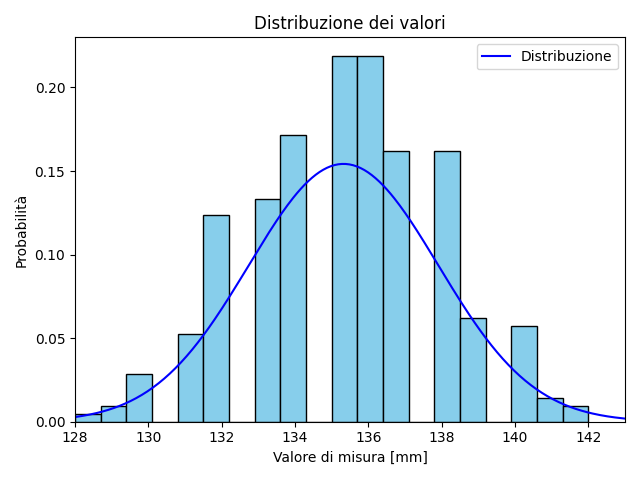 Distribuzione dei valori
Distribuzione
Probabilità
0.20
0.15
0.10
0.05
0.00
128 130 132 134 136 138 140 142
Valore di misura [mm]